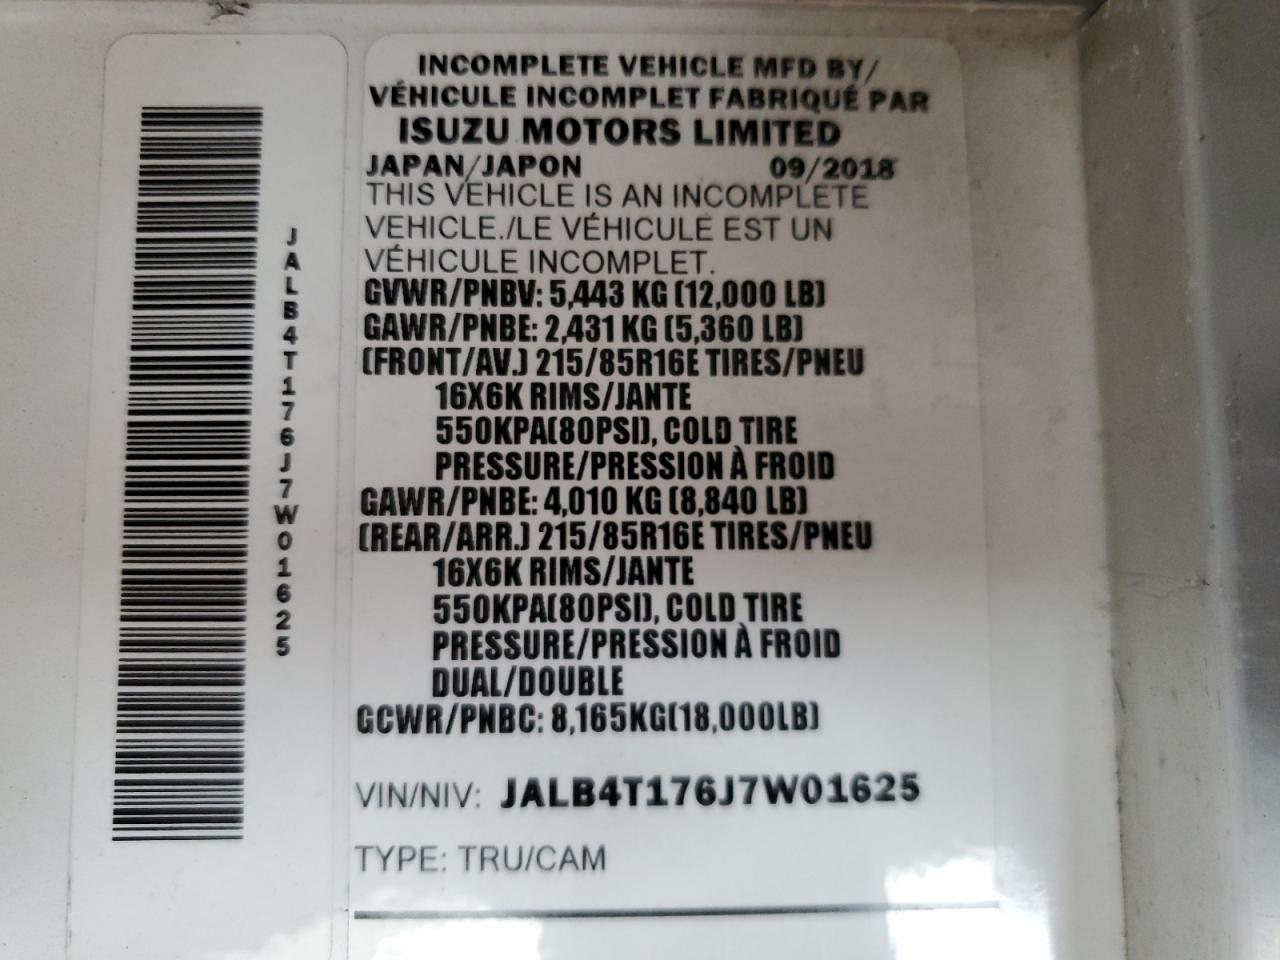 JALB4T176J7W01625
INCOMPLETE VEHICLE MFD BY/
VÉHICULE INCOMPLET FABRIQUÉ PAR
ISUZU MOTORS LIMITED
JAPAN/JAPON 09/2018
THIS VEHICLE IS AN INCOMPLETE
VEHICLE./LE VÉHICULE EST UN
VÉHICULE INCOMPLET.
GVWR/PNBV: 5,443 KG (12,000 LB)
GAWR/PNBE: 2,431 KG (5,360 LB)
(FRONT/AV.) 215/85R16E TIRES/PNEU
16X6K RIMS/JANTE
550KPA(80PSI), COLD TIRE
PRESSURE/PRESSION À FROID
GAWR/PNBE: 4,010 KG (8,840 LB)
(REAR/ARR.) 215/85R16E TIRES/PNEU
16X6K RIMS/JANTE
550KPA(80PSI), COLD TIRE
PRESSURE/PRESSION À FROID
DUAL/DOUBLE
GCWR/PNBC: 8,165KG(18,000LB)
VIN/NIV: JALB4T176J7W01625
TYPE: TRU/CAM